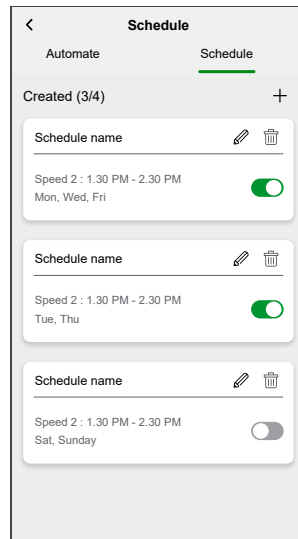 Schedule
Automate
Schedule
Created (3/4)
Schedule name
Speed 2 : 1.30 PM - 2.30 PM
Mon, Wed, Fri
Schedule name
Speed 2 : 1.30 PM - 2.30 PM
Tue, Thu
Schedule name
Speed 2 : 1.30 PM - 2.30 PM
Sat, Sunday